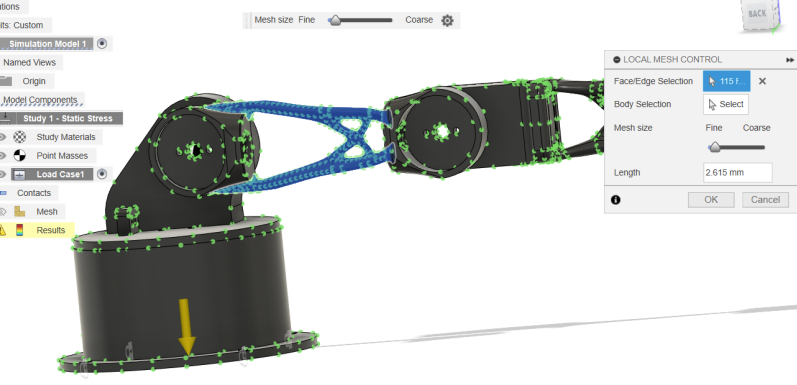 its: Custom
Mesh size Fine Coarse
BACK
Simulation Model 1
Named Views
Origin
Model Components
Study 1 - Static Stress
Study Materials
Point Masses
Load Case1
Contacts
Mesh
Results
LOCAL MESH CONTROL
Face/Edge Selection 115 F...
Body Selection Select
Mesh size Fine Coarse
Length 2.615 mm
OK Cancel